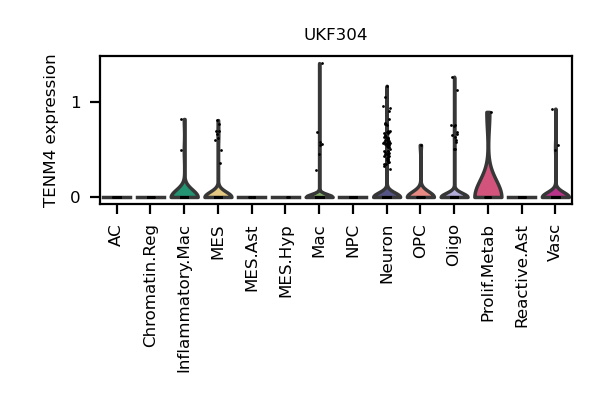 UKF304
TENM4 expression
1
0
AC
Chromatin.Reg
Inflammatory.Mac
MES
MES.Ast
MES.Hyp
Mac
NPC
Neuron
OPC
Oligo
Prolif.Metab
Reactive.Ast
Vasc